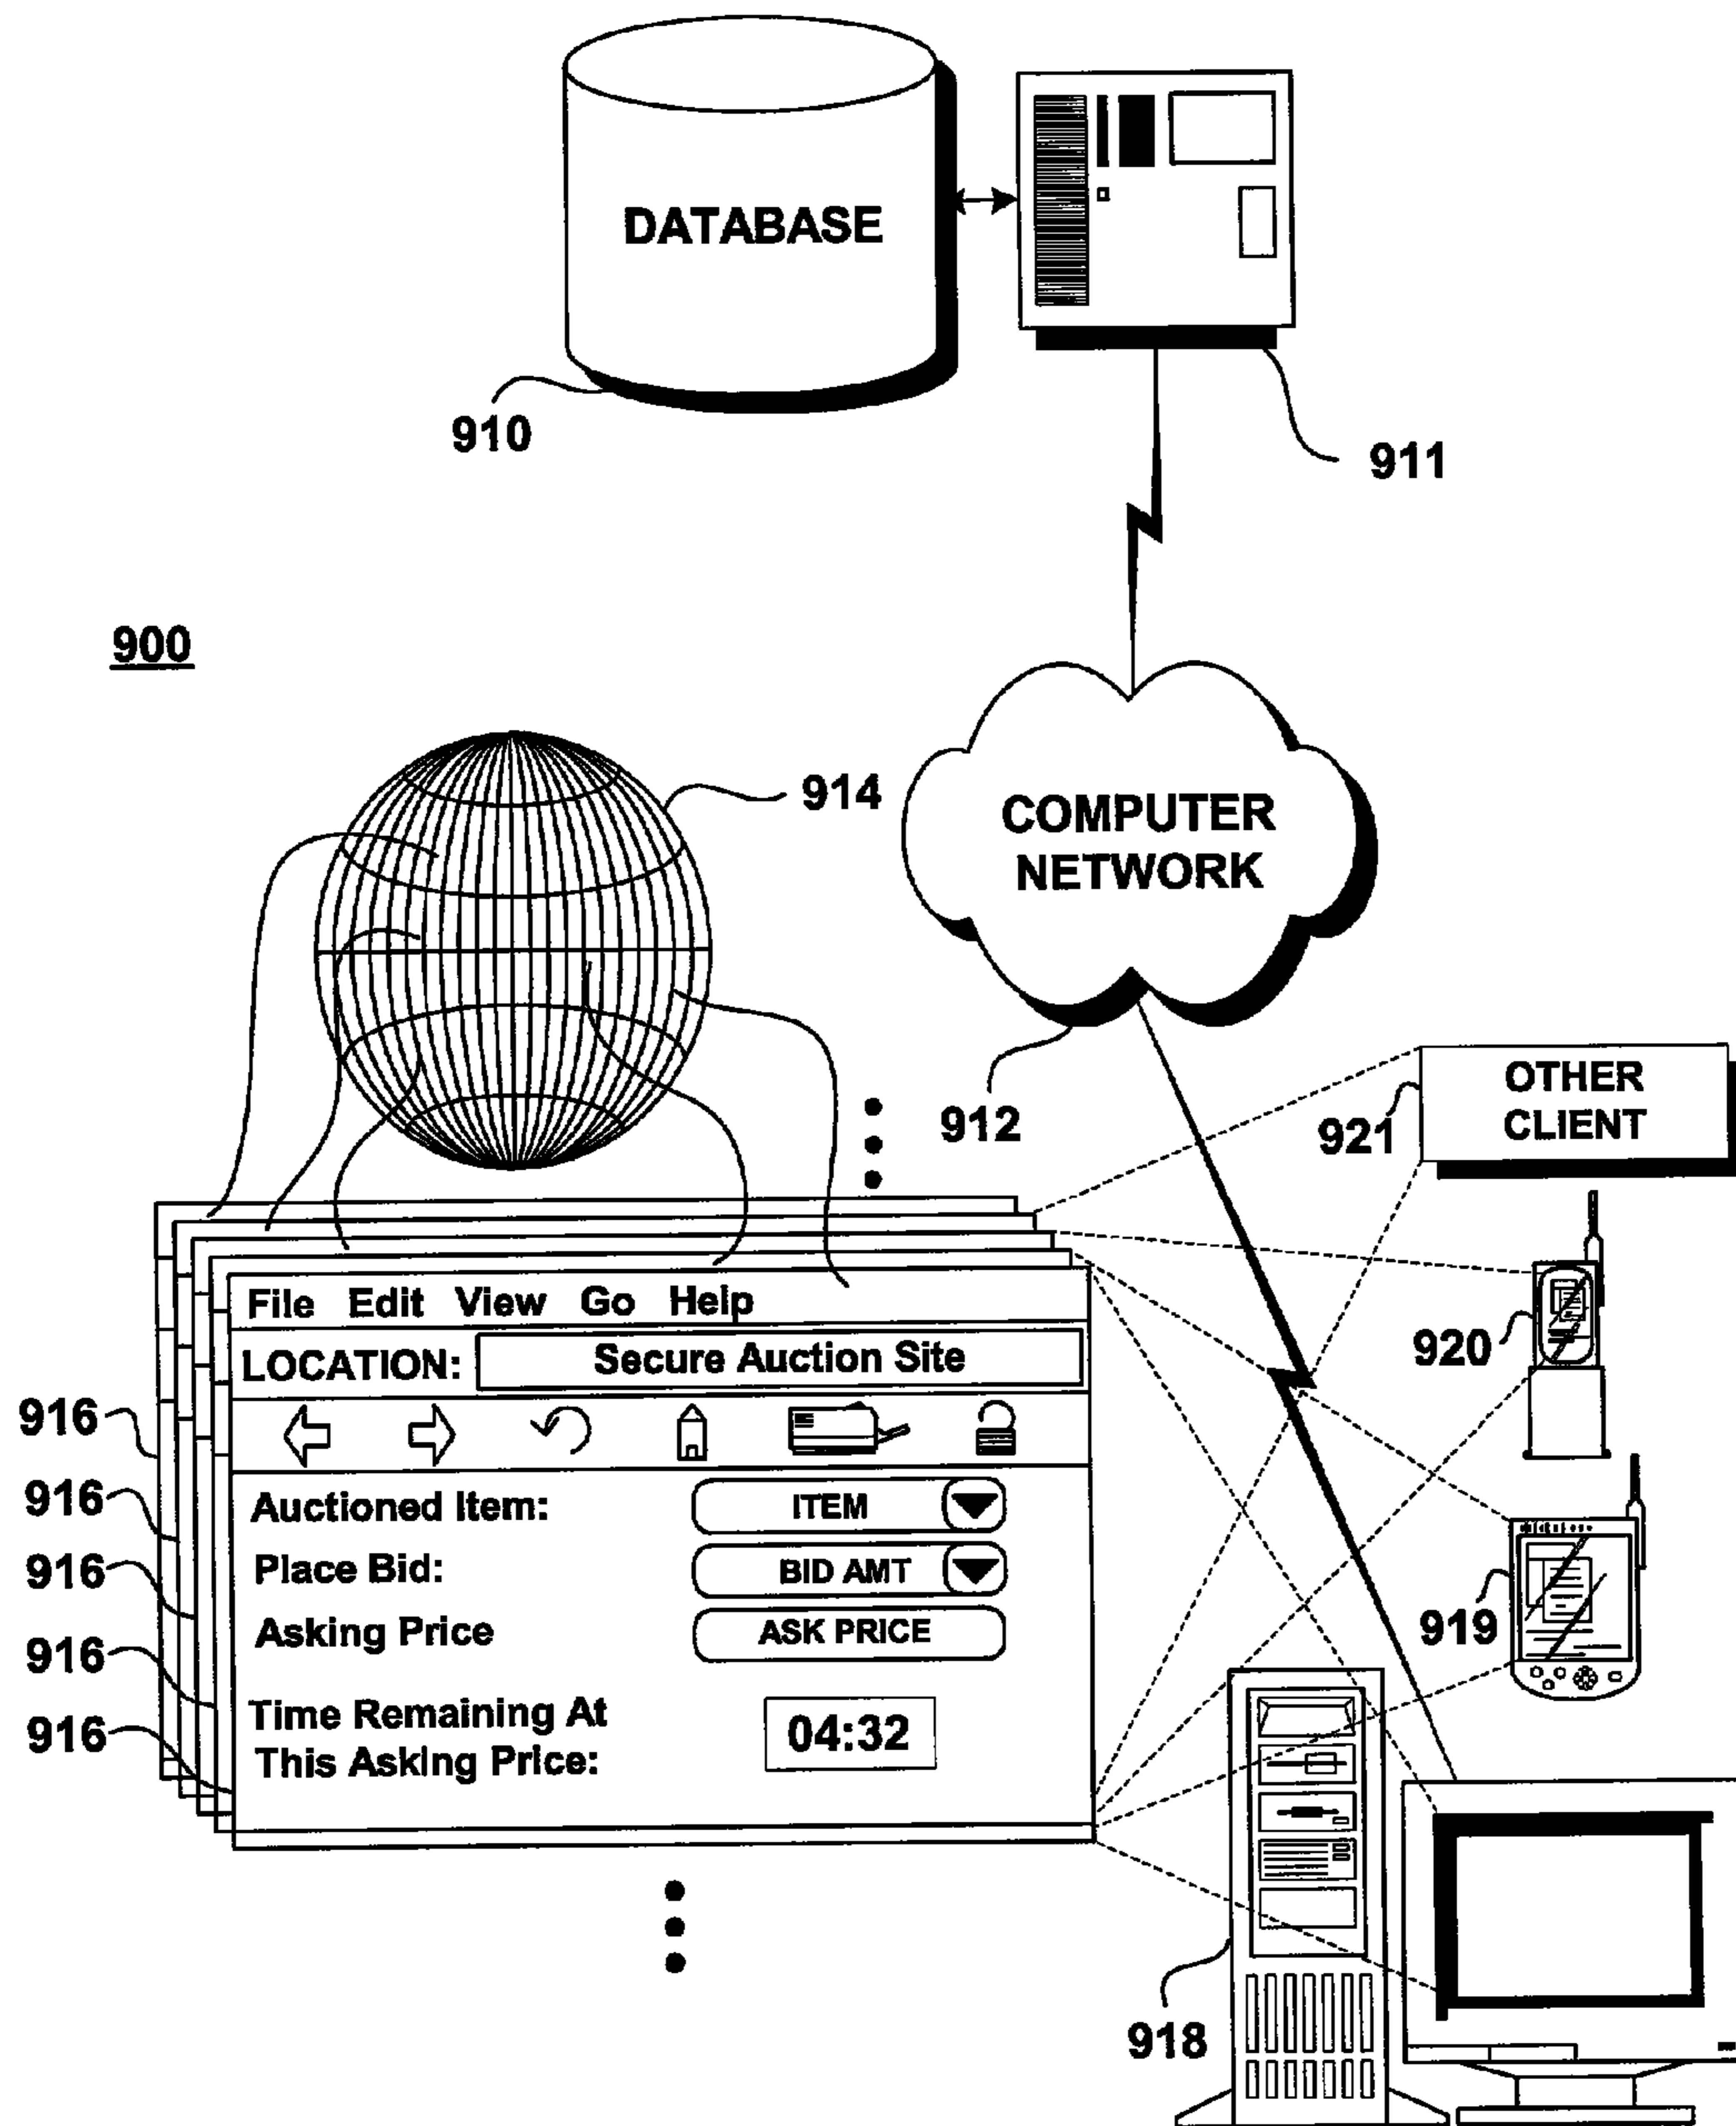 DATABASE
910
911
900
914
COMPUTER
NETWORK
912
OTHER
CLIENT
921
File Edit View Go Help
LOCATION: Secure Auction Site
920
916
916
916
916
916
Auctioned Item: ITEM
Place Bid: BID AMT
Asking Price ASK PRICE
Time Remaining At
This Asking Price:
04:32
919
918